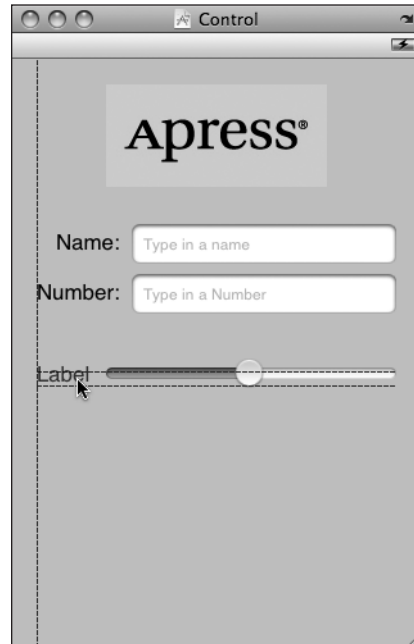 Control
Apress®
Name: Type in a name
Number: Type in a Number
Label